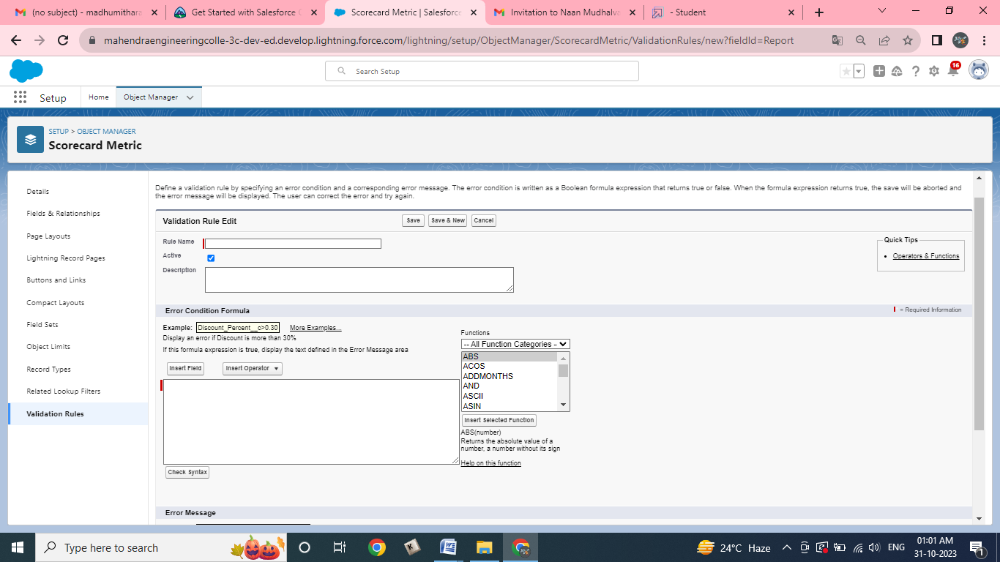 (no subject) - madhumithara
Get Started with Salesforce
Scorecard Metric | Salesforce
Invitation to Naan Mudhalva
- Student
mahendraengineeringcolle-3c-dev-ed.develop.lightning.force.com/lightning/setup/ObjectManager/ScorecardMetric/ValidationRules/new?fieldId=Report
Search Setup
16
Setup
Home
Object Manager
SETUP > OBJECT MANAGER
Scorecard Metric
Details
Fields & Relationships
Page Layouts
Lightning Record Pages
Buttons and Links
Compact Layouts
Field Sets
Object Limits
Record Types
Related Lookup Filters
Validation Rules
Define a validation rule by specifying an error condition and a corresponding error message. The error condition is written as a Boolean formula expression that returns true or false. When the formula expression returns true, the save will be aborted and
the error message will be displayed. The user can correct the error and try again.
Validation Rule Edit
Save
Save & New
Cancel
Rule Name
Active
Description
Quick Tips
Operators & Functions
Error Condition Formula
= Required Information
Example: Discount_Percent__c>0.30 More Examples...
Display an error if Discount is more than 30%
If this formula expression is true, display the text defined in the Error Message area
Insert Field
Insert Operator
Check Syntax
Functions
-- All Function Categories --
ABS
ACOS
ADDMONTHS
AND
ASCII
ASIN
Insert Selected Function
ABS(number)
Returns the absolute value of a
number, a number without its sign
Help on this function
Error Message
Type here to search
24°C Haze
ENG
01:01 AM
31-10-2023
1